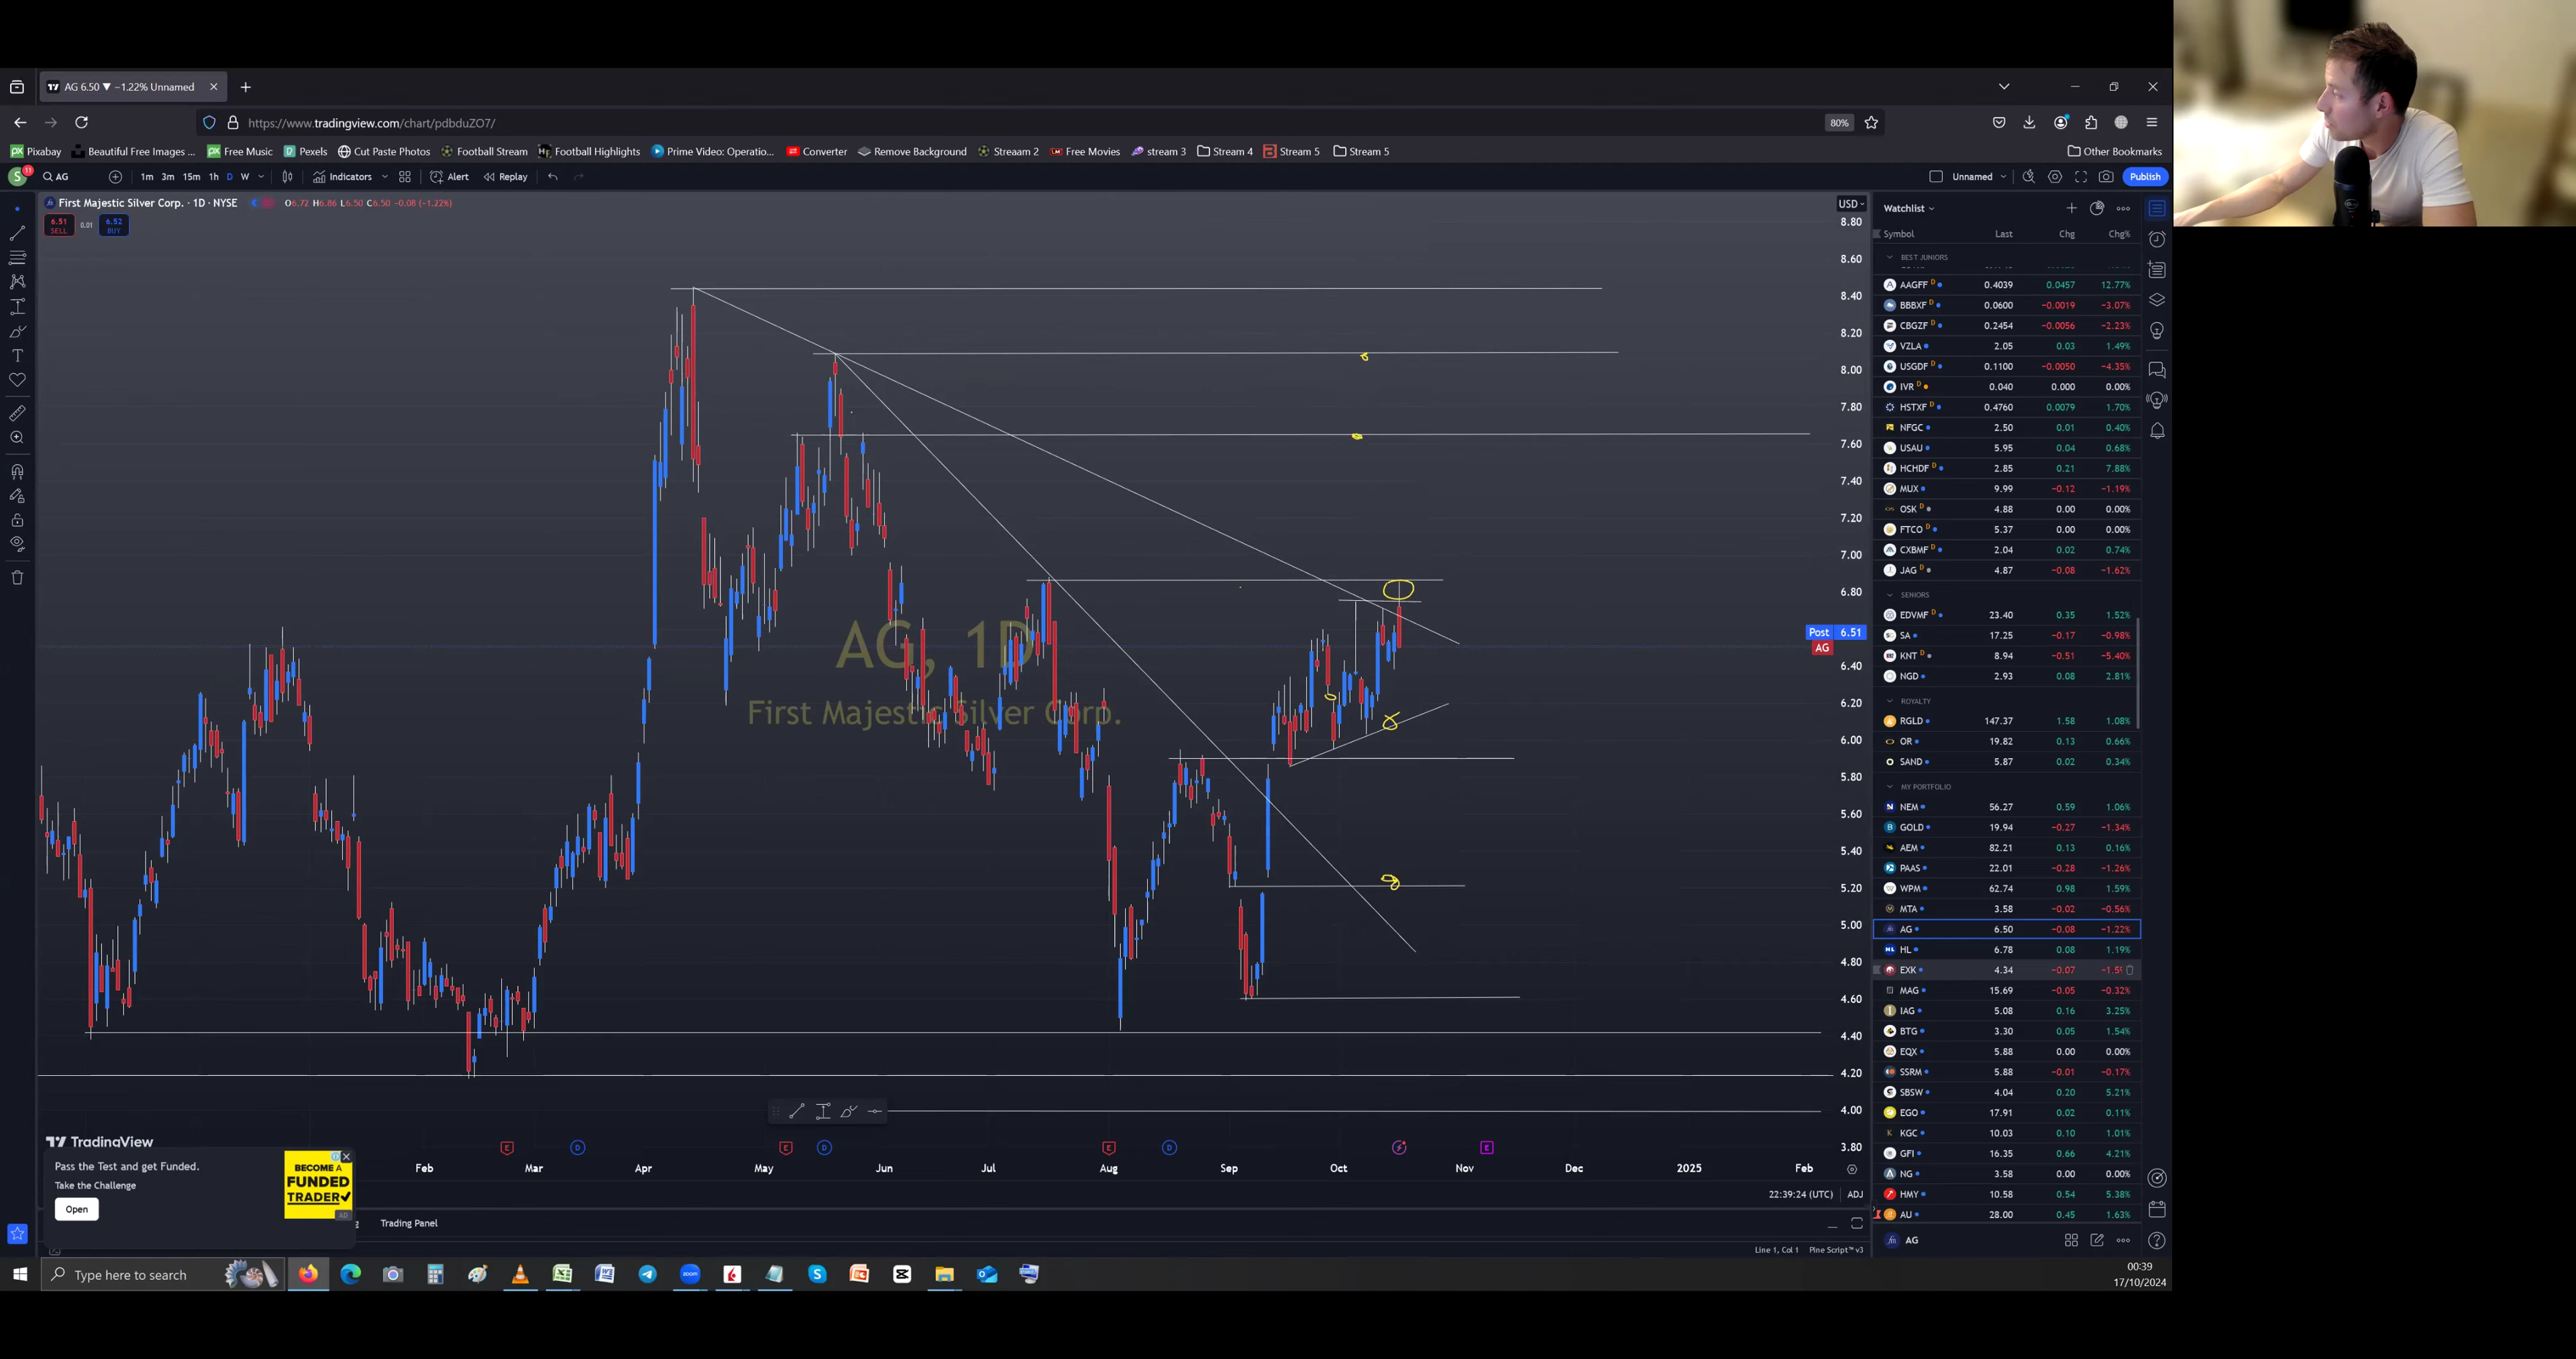 AG 6.50 ▼ −1.22% Unnamed
https://www.tradingview.com/chart/pdbduZO7/
80%
Pixabay Beautiful Free Images ... Free Music Pexels Cut Paste Photos Football Stream Football Highlights Prime Video: Operatio... Converter Remove Background Streaam 2 Free Movies stream 3 Stream 4 Stream 5 Stream 5 Other Bookmarks
S 11 AG 1m 3m 15m 1h D W Indicators Alert Replay Unnamed Publish
First Majestic Silver Corp. · 1D · NYSE O6.72 H6.86 L6.50 C6.50 −0.08 (−1.22%)
6.51 SELL 0.01 6.52 BUY
USD
8.80
8.60
8.40
8.20
8.00
7.80
7.60
7.40
7.20
7.00
6.80
Post 6.51
AG
6.40
6.20
6.00
5.80
5.60
5.40
5.20
5.00
4.80
4.60
4.40
4.20
4.00
3.80
AG, 1D
First Majestic Silver Corp.
TradingView
Pass the Test and get Funded.
Take the Challenge
Open
BECOME A
FUNDED
TRADER
AD
E D E D E D E
Feb Mar Apr May Jun Jul Aug Sep Oct Nov Dec 2025 Feb
22:39:24 (UTC) ADJ
Trading Panel
Line 1, Col 1 Pine Script™ v3
Watchlist
Symbol Last Chg Chg%
BEST JUNIORS
AAGFF D 0.4039 0.0457 12.77%
BBBXF D 0.0600 −0.0019 −3.07%
CBGZF D 0.2454 −0.0056 −2.23%
VZLA 2.05 0.03 1.49%
USGDF D 0.1100 −0.0050 −4.35%
IVR D 0.040 0.000 0.00%
HSTXF D 0.4760 0.0079 1.70%
NFGC 2.50 0.01 0.40%
USAU 5.95 0.04 0.68%
HCHDF D 2.85 0.21 7.88%
MUX 9.99 −0.12 −1.19%
OSK D 4.88 0.00 0.00%
FTCO D 5.37 0.00 0.00%
CXBMF D 2.04 0.02 0.74%
JAG D 4.87 −0.08 −1.62%
SENIORS
EDVMF D 23.40 0.35 1.52%
SA 17.25 −0.17 −0.98%
KNT D 8.94 −0.51 −5.40%
NGD 2.93 0.08 2.81%
ROYALTY
RGLD 147.37 1.58 1.08%
OR 19.82 0.13 0.66%
SAND 5.87 0.02 0.34%
MY PORTFOLIO
NEM 56.27 0.59 1.06%
GOLD 19.94 −0.27 −1.34%
AEM 82.21 0.13 0.16%
PAAS 22.01 −0.28 −1.26%
WPM 62.74 0.98 1.59%
MTA 3.58 −0.02 −0.56%
AG 6.50 −0.08 −1.22%
HL 6.78 0.08 1.19%
EXK 4.34 −0.07
MAG 15.69 −0.05 −0.32%
IAG 5.08 0.16 3.25%
BTG 3.30 0.05 1.54%
EQX 5.88 0.00 0.00%
SSRM 5.88 −0.01 −0.17%
SBSW 4.04 0.20 5.21%
EGO 17.91 0.02 0.11%
KGC 10.03 0.10 1.01%
GFI 16.35 0.66 4.21%
NG 3.58 0.00 0.00%
HMY 10.58 0.54 5.38%
AU 28.00 0.45 1.63%
AG
Type here to search
zoom
00:39
17/10/2024